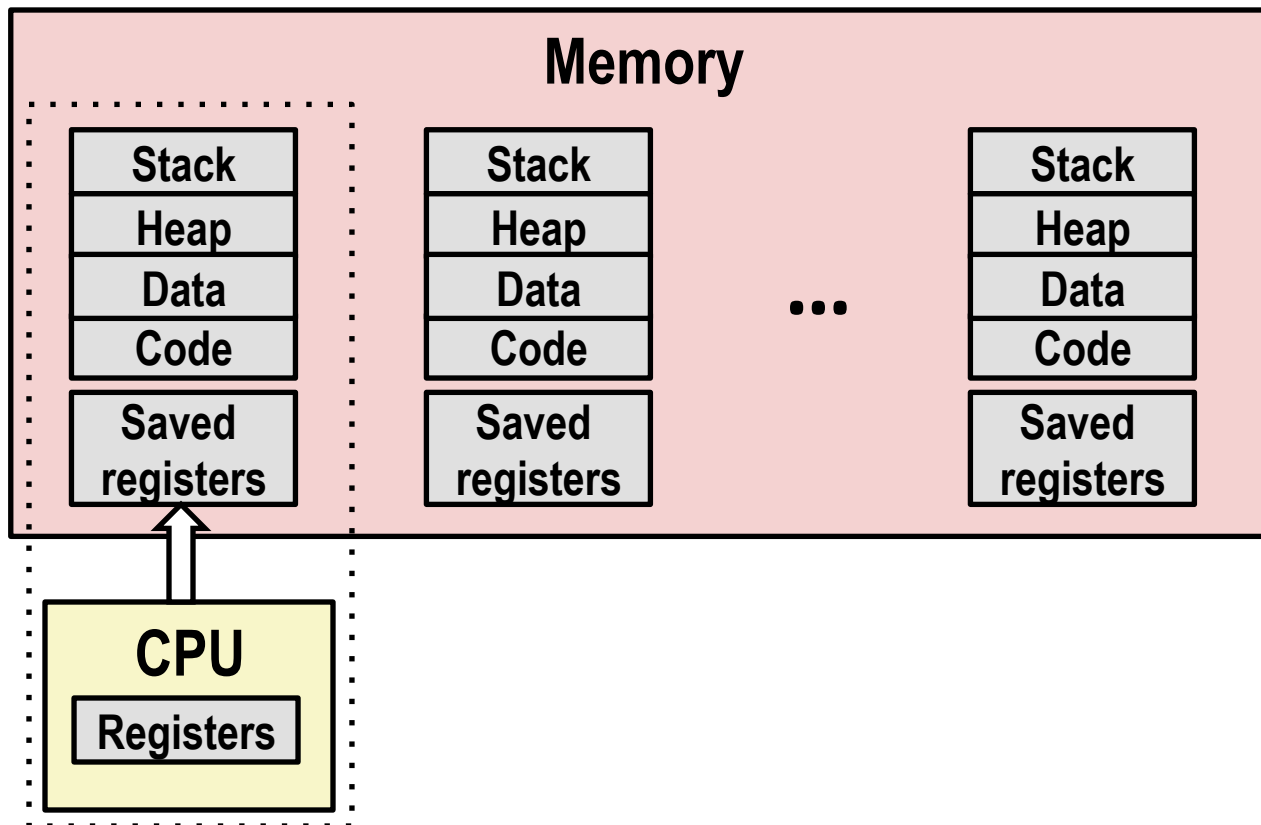 Memory
Stack
Heap
Data
Code
Saved
registers
Stack
Heap
Data
Code
Saved
registers
...
Stack
Heap
Data
Code
Saved
registers
CPU
Registers